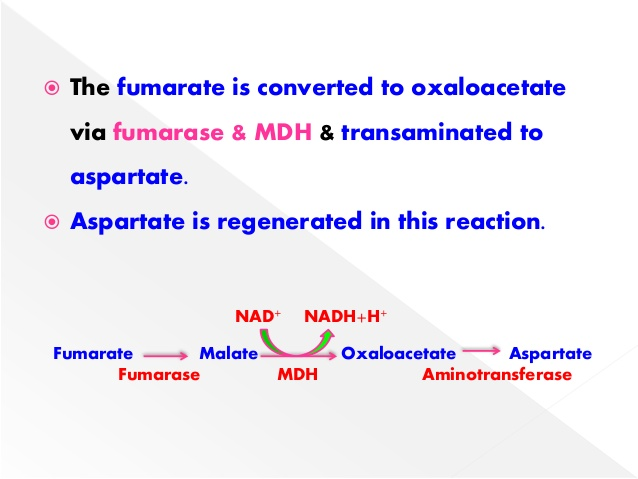 The fumarate is converted to oxaloacetate
via fumarase & MDH & transaminated to
aspartate.
Aspartate is regenerated in this reaction.
NAD⁺ NADH+H⁺
Fumarate Malate Oxaloacetate Aspartate
Fumarase MDH Aminotransferase